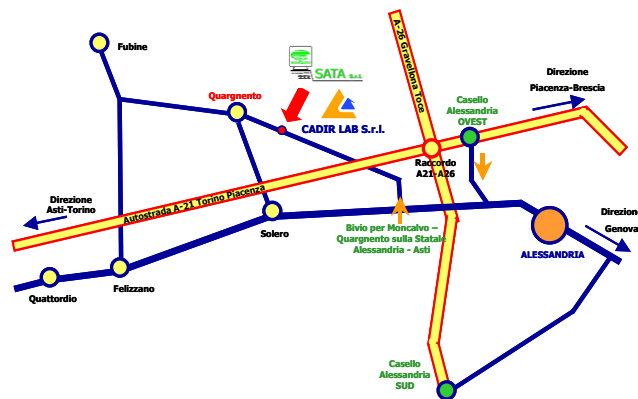 Fubine
SATA S.r.l.
Quargnento
CADIR LAB S.r.l.
A-26 Gravellona Toce
Casello
Alessandria
OVEST
Direzione
Piacenza-Brescia
Raccordo
A21-A26
Autostrada A-21 Torino Piacenza
Direzione
Asti-Torino
Solero
Bivio per Moncalvo –
Quargnento sulla Statale
Alessandria - Asti
Direzione
Genova
ALESSANDRIA
Quattordio
Felizzano
Casello
Alessandria
SUD